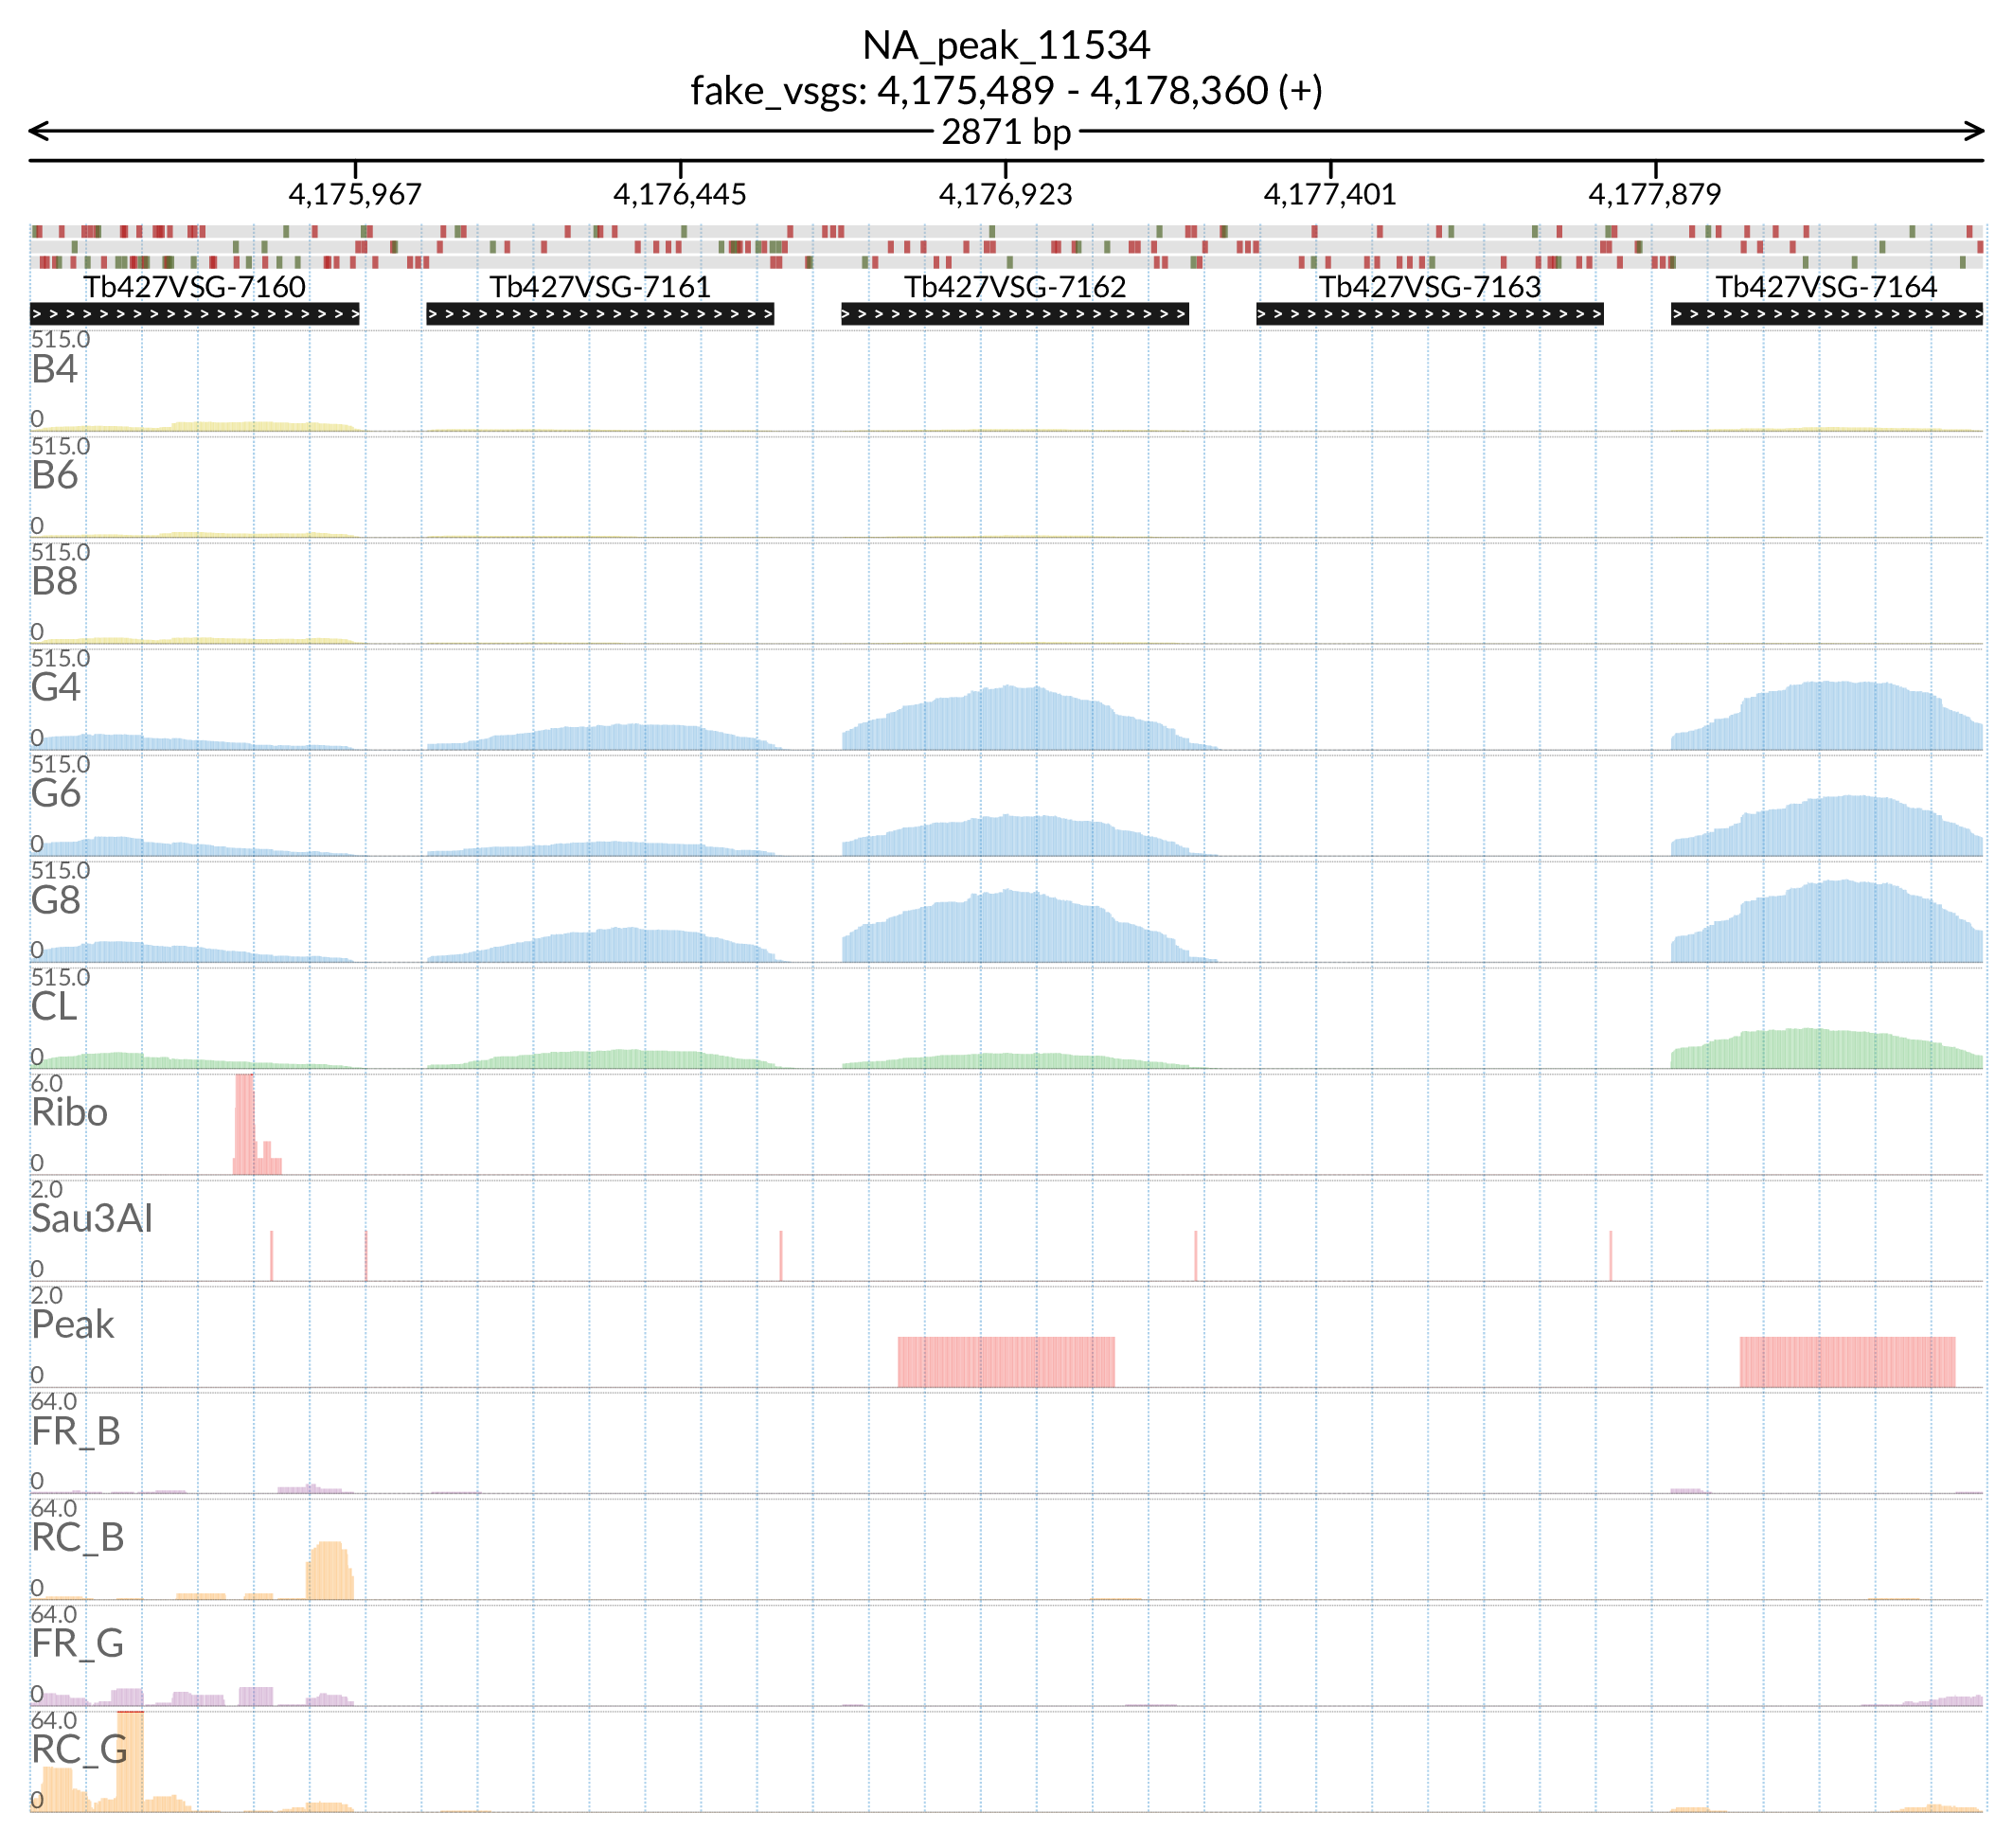 NA_peak_11534
fake_vsgs: 4,175,489 - 4,178,360 (+)
2871 bp
4,175,967 4,176,445 4,176,923 4,177,401 4,177,879
Tb427VSG-7160 Tb427VSG-7161 Tb427VSG-7162 Tb427VSG-7163 Tb427VSG-7164
515.0
B4
0
515.0
B6
0
515.0
B8
0
515.0
G4
0
515.0
G6
0
515.0
G8
0
515.0
CL
0
6.0
Ribo
0
2.0
Sau3AI
0
2.0
Peak
0
64.0
FR_B
0
64.0
RC_B
0
64.0
FR_G
0
64.0
RC_G
0